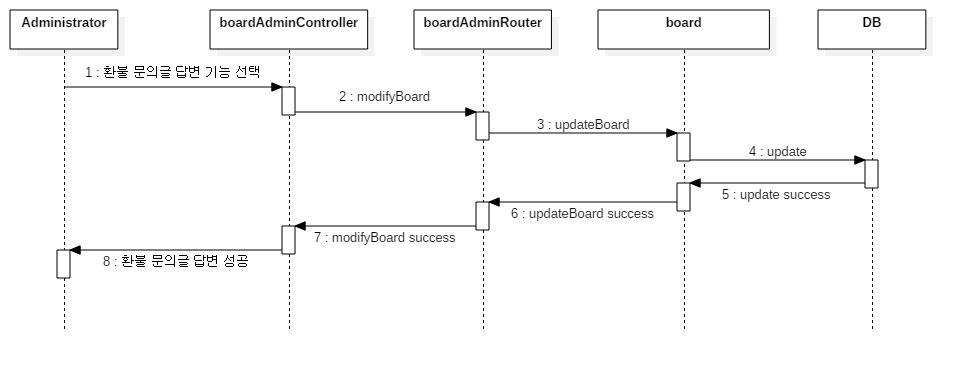 Administrator
boardAdminController
boardAdminRouter
board
DB
1 : 환불 문의글 답변 기능 선택
2 : modifyBoard
3 : updateBoard
4 : update
5 : update success
6 : updateBoard success
7 : modifyBoard success
8 : 환불 문의글 답변 성공